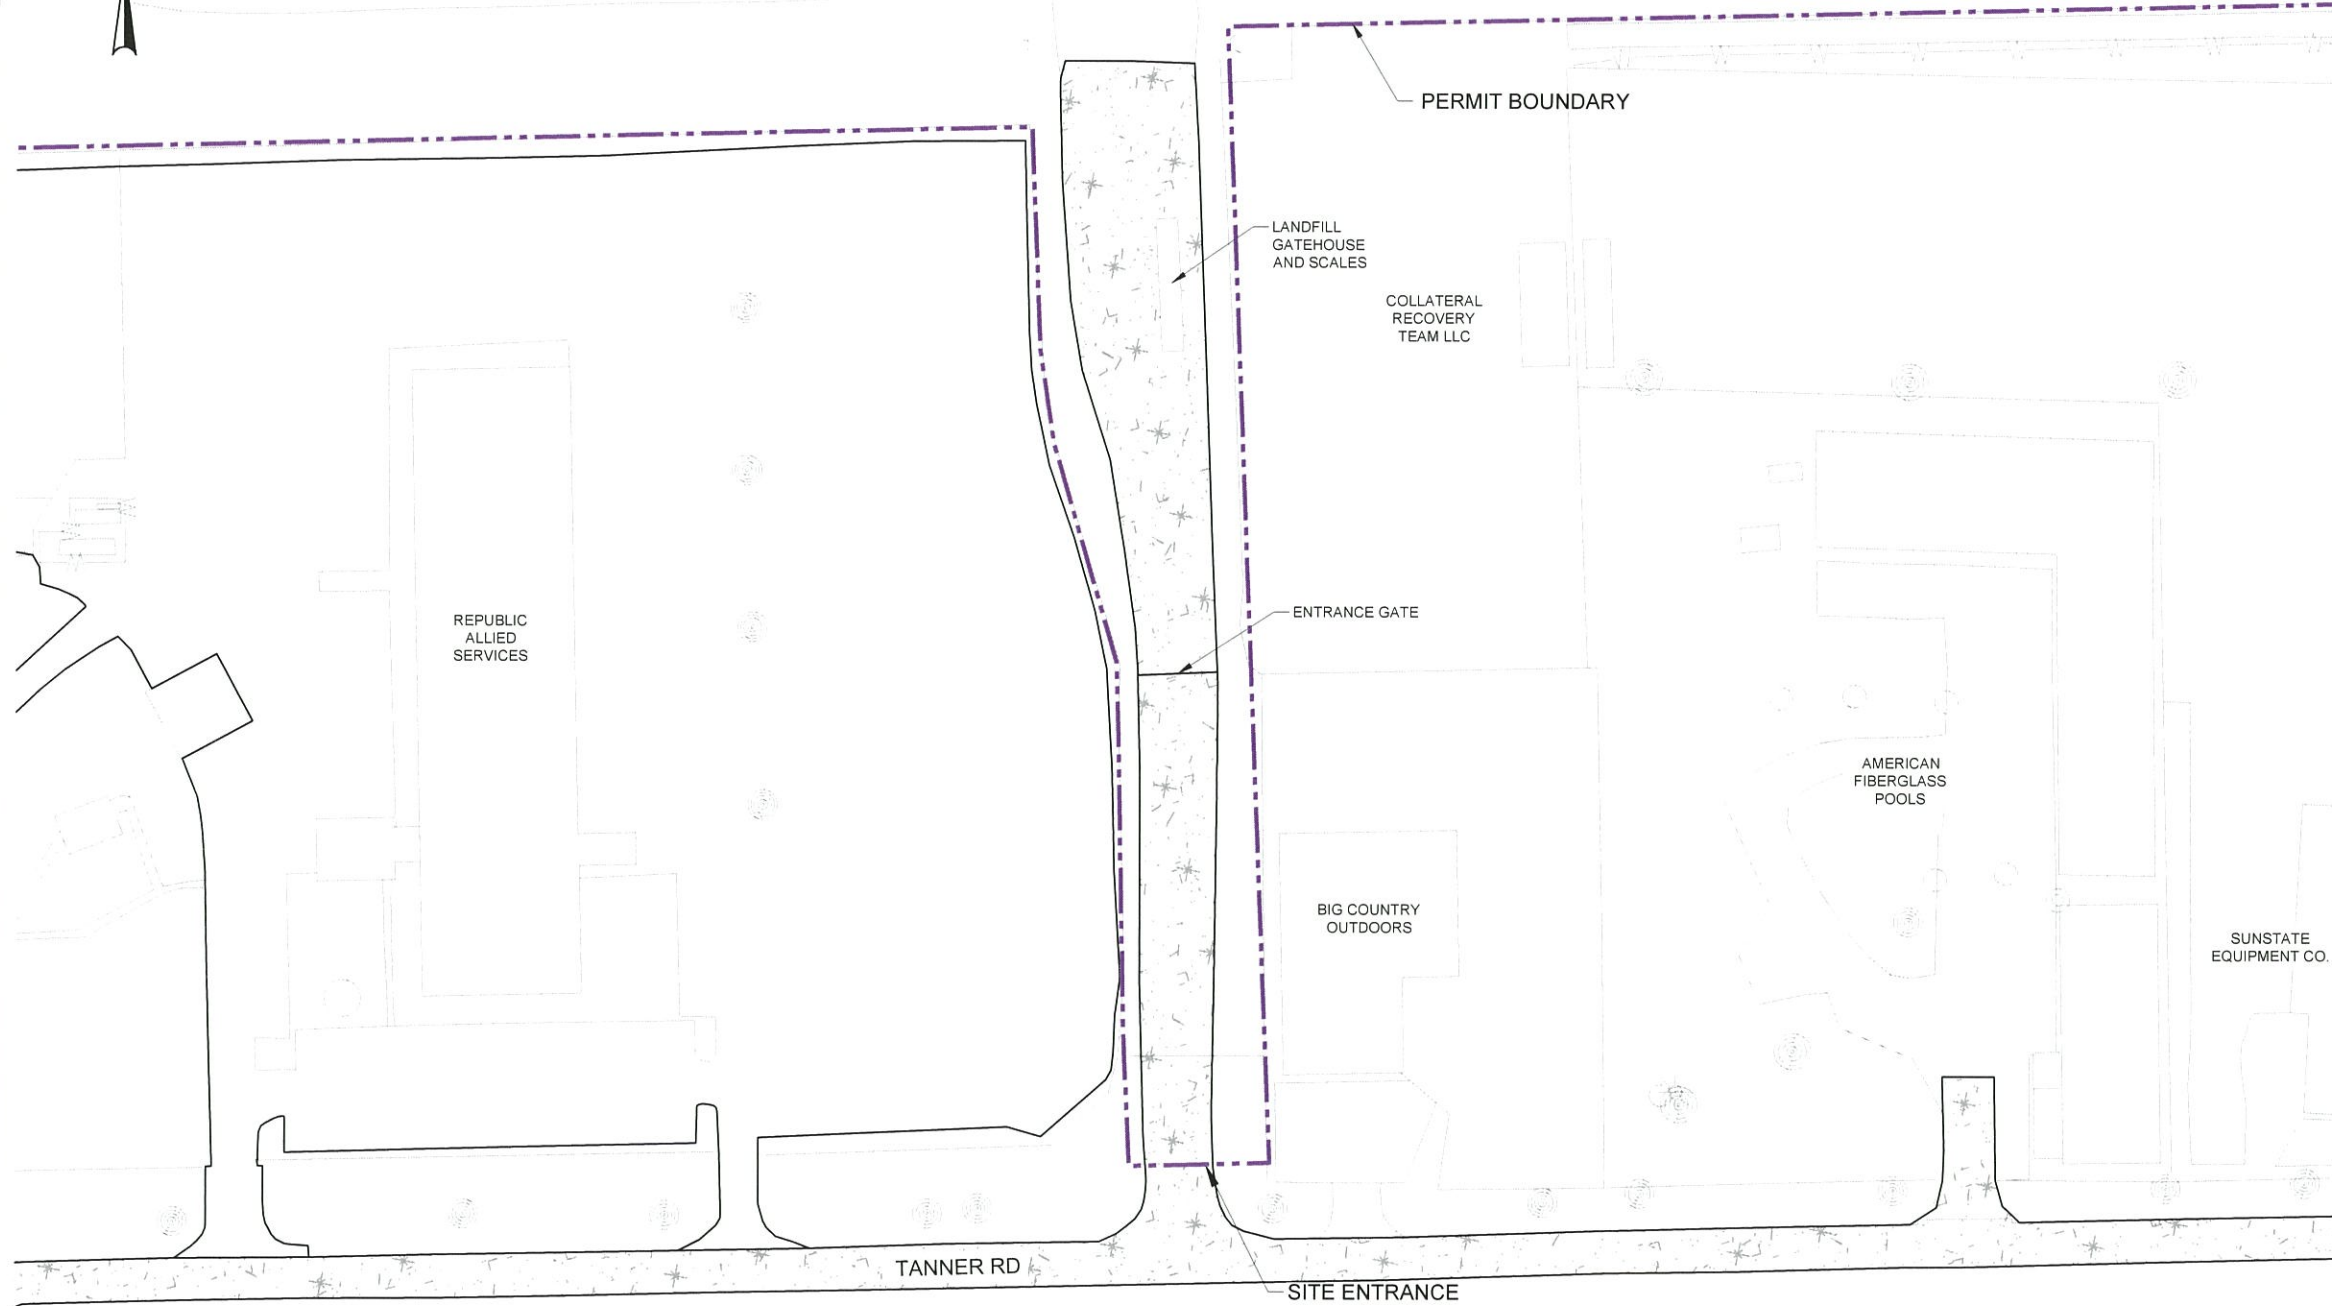 PERMIT BOUNDARY
LANDFILL
GATEHOUSE
AND SCALES
COLLATERAL
RECOVERY
TEAM LLC
ENTRANCE GATE
REPUBLIC
ALLIED
SERVICES
AMERICAN
FIBERGLASS
POOLS
BIG COUNTRY
OUTDOORS
SUNSTATE
EQUIPMENT CO.
TANNER RD
SITE ENTRANCE